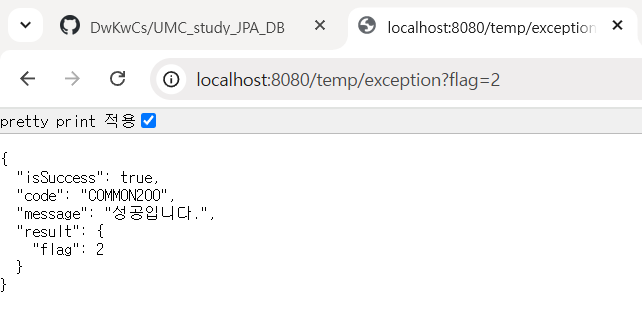 DwKwCs/UMC_study_JPA_DB
localhost:8080/temp/exception
localhost:8080/temp/exception?flag=2
pretty print 적용
{
"isSuccess": true,
"code": "COMMON200",
"message": "성공입니다.",
"result": {
"flag": 2
}
}